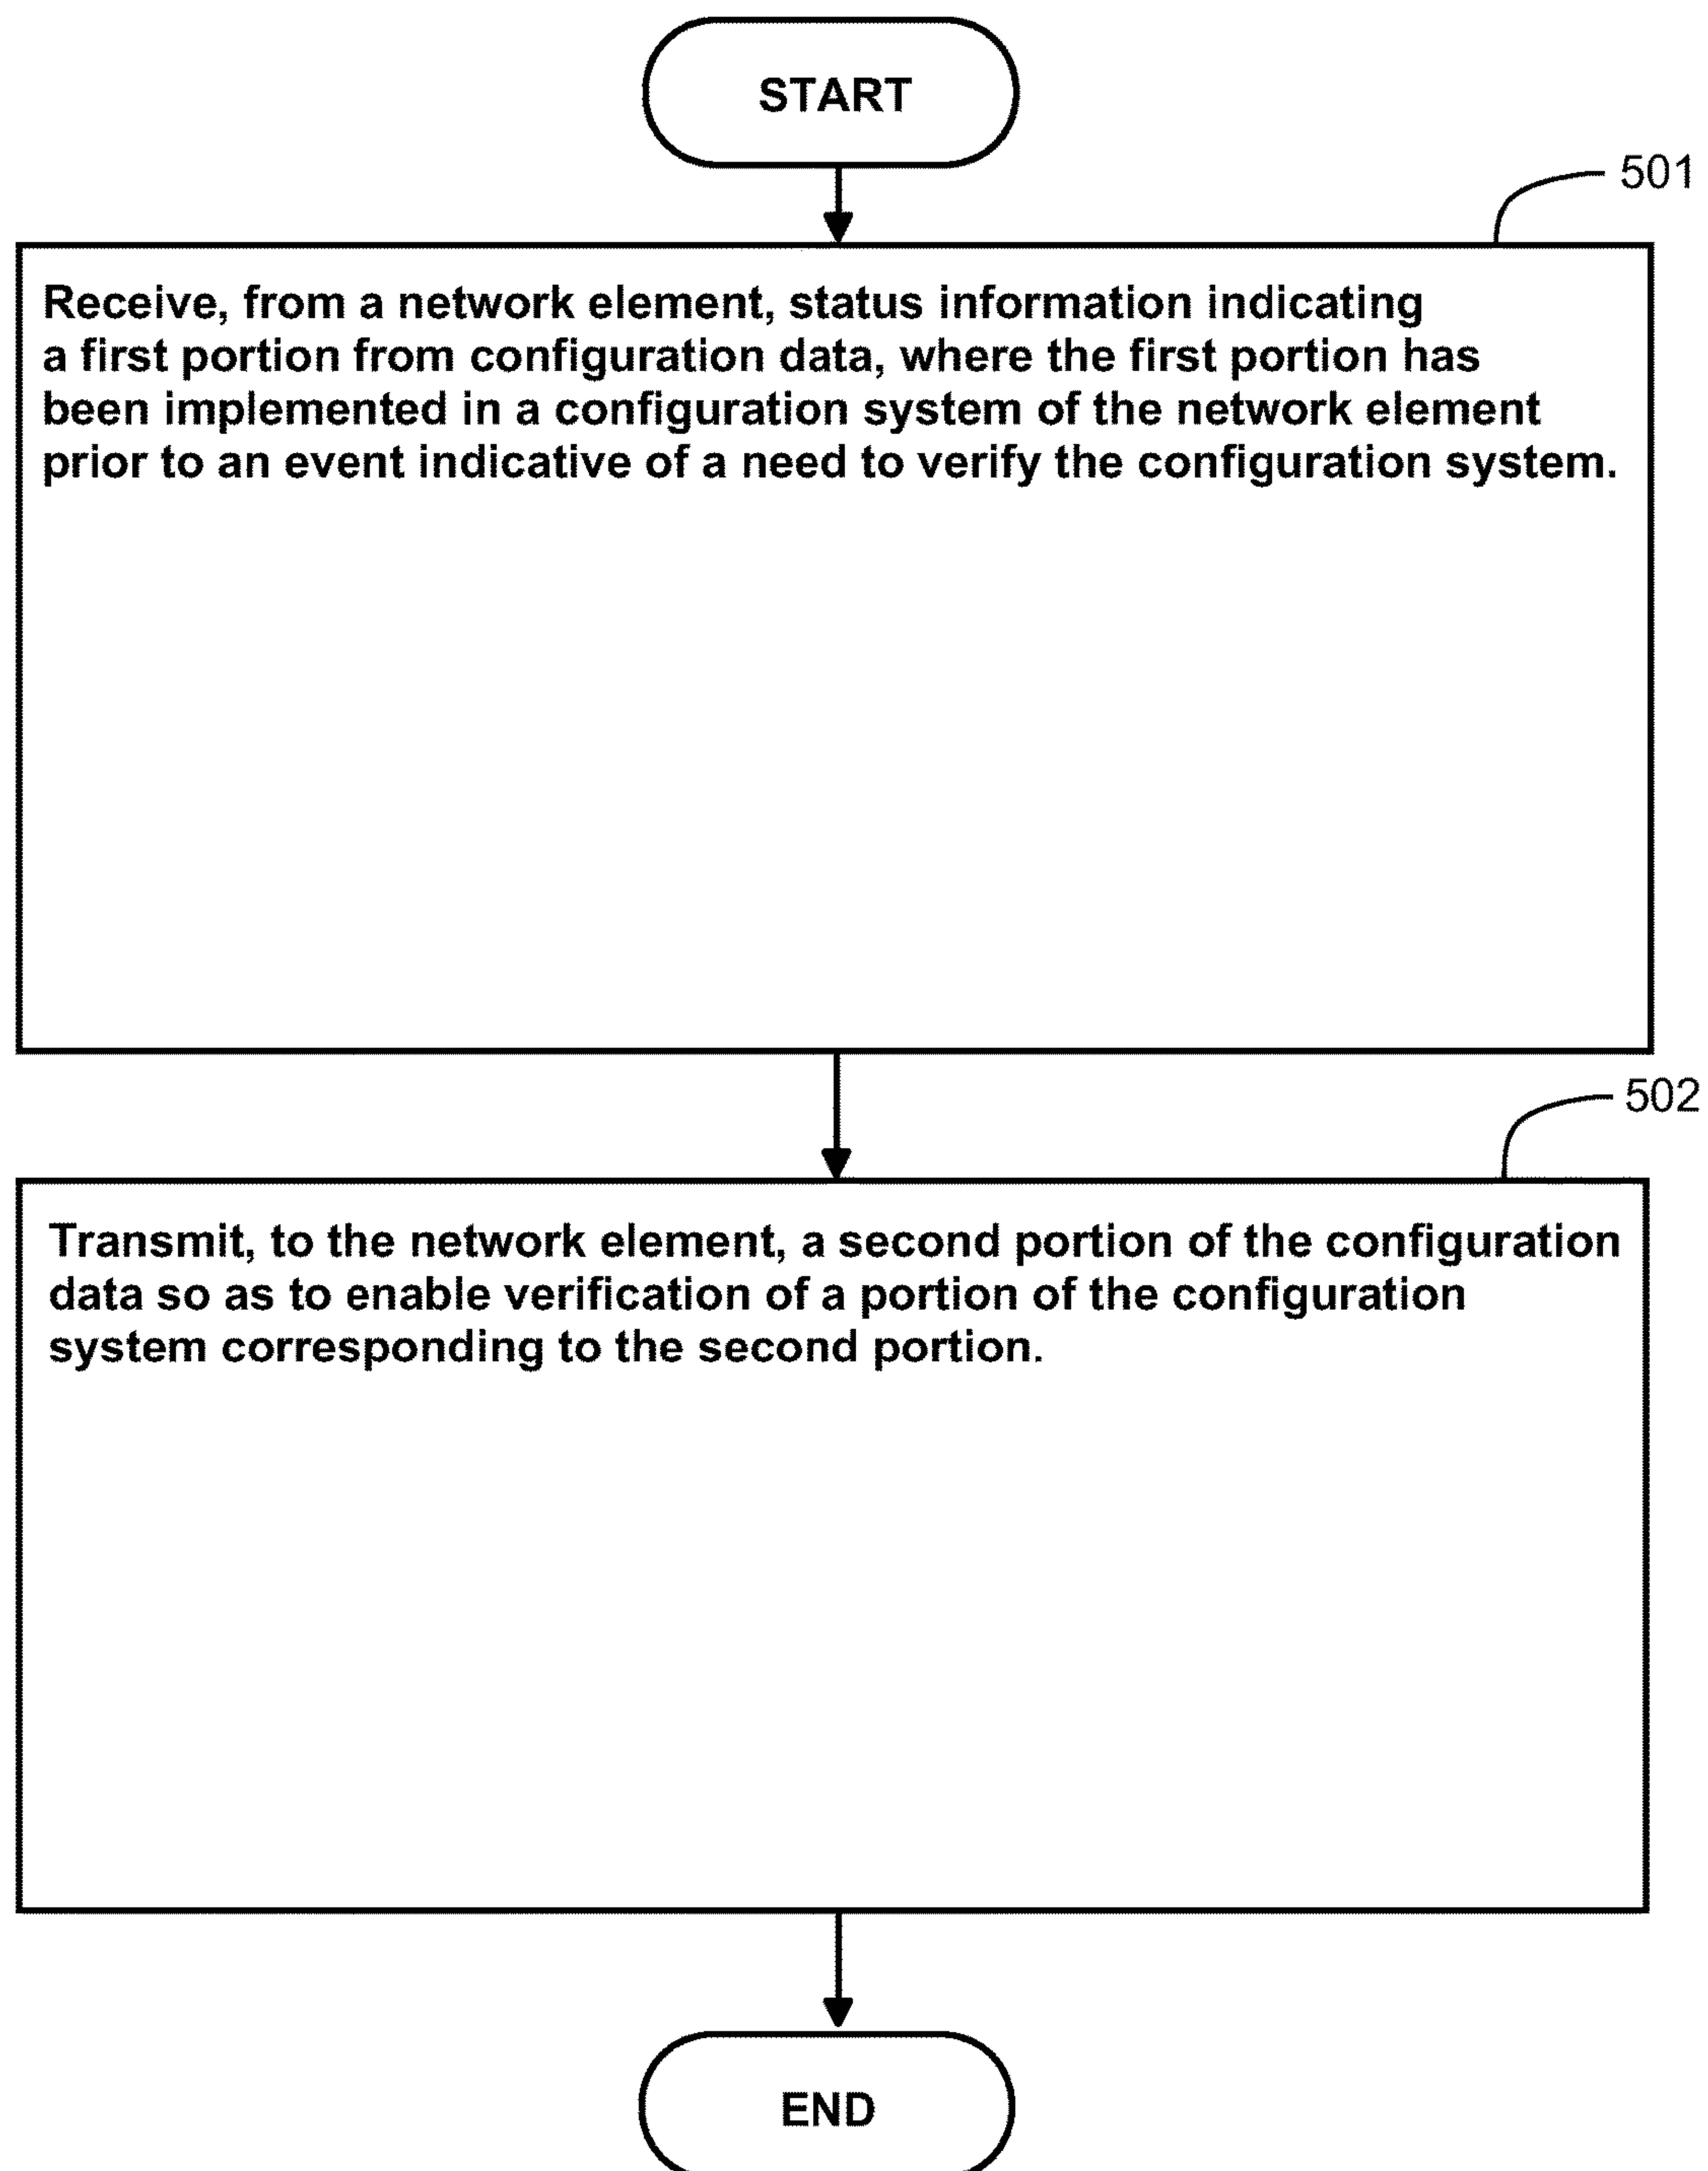 START
501
Receive, from a network element, status information indicating
a first portion from configuration data, where the first portion has
been implemented in a configuration system of the network element
prior to an event indicative of a need to verify the configuration system.
502
Transmit, to the network element, a second portion of the configuration
data so as to enable verification of a portion of the configuration
system corresponding to the second portion.
END